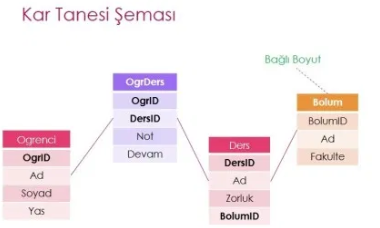 Kar Tanesi Şeması
Bağlı Boyut
OgrDers
OgrID
DersID
Not
Devam
Bolum
BolumID
Ad
Fakulte
Ogrenci
OgrID
Ad
Soyad
Yas
Ders
DersID
Ad
Zorluk
BolumID